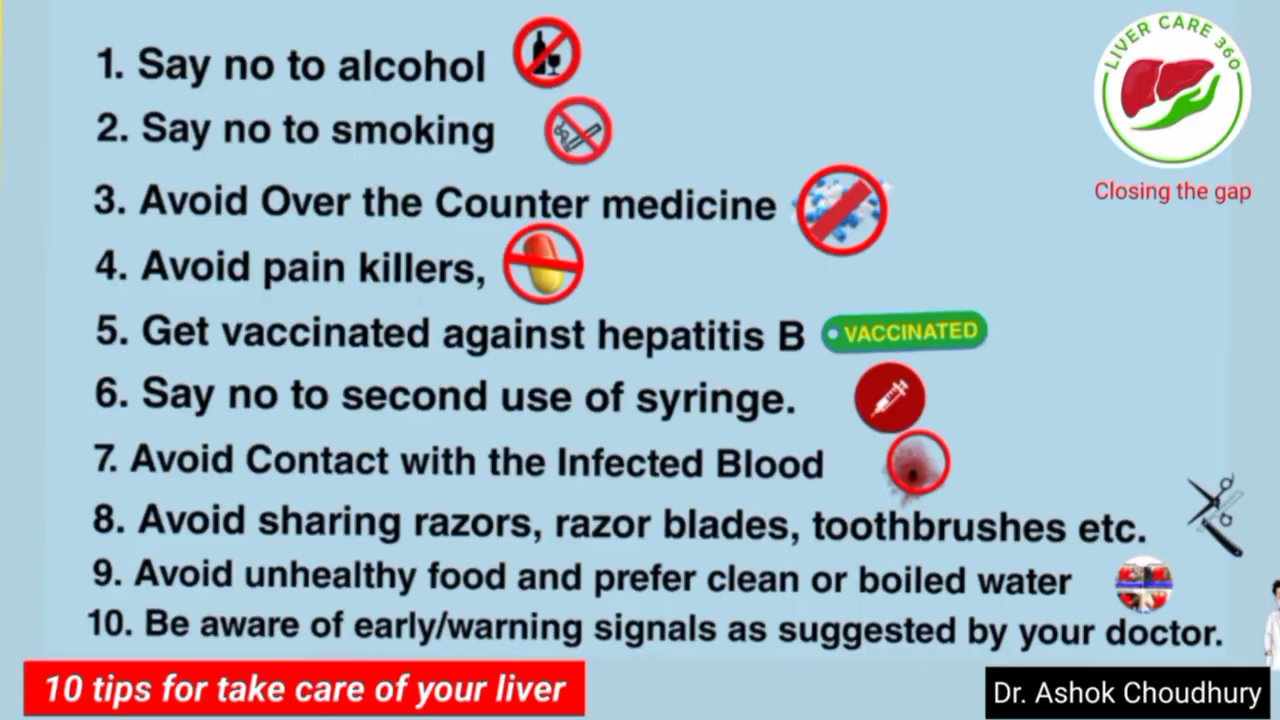 1. Say no to alcohol
2. Say no to smoking
3. Avoid Over the Counter medicine
4. Avoid pain killers,
5. Get vaccinated against hepatitis B
VACCINATED
6. Say no to second use of syringe.
7. Avoid Contact with the Infected Blood
8. Avoid sharing razors, razor blades, toothbrushes etc.
9. Avoid unhealthy food and prefer clean or boiled water
10. Be aware of early/warning signals as suggested by your doctor.
LIVER CARE 360
Closing the gap
10 tips for take care of your liver
Dr. Ashok Choudhury